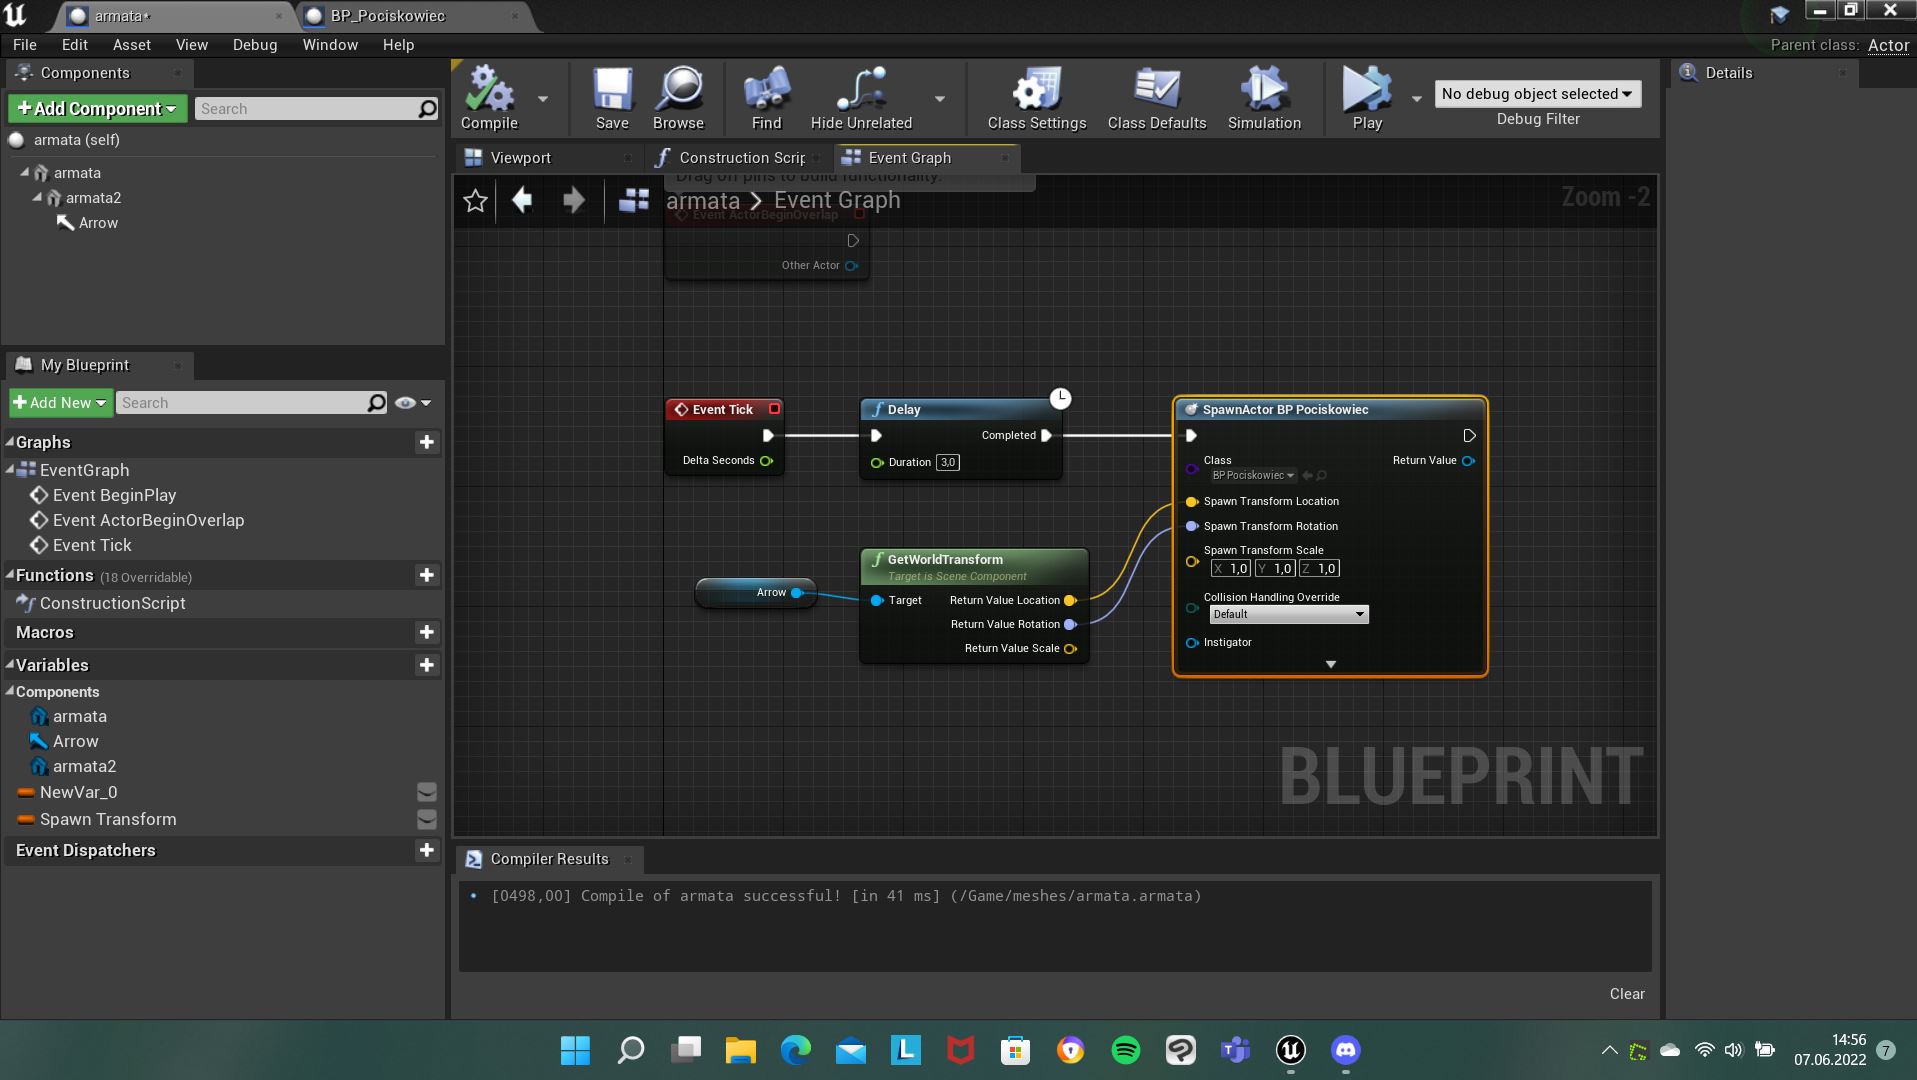 armata*
BP_Pociskowiec
File Edit Asset View Debug Window Help
Parent class: Actor
Components
Details
Add Component
Search
No debug object selected
Compile Save Browse Find Hide Unrelated Class Settings Class Defaults Simulation Play Debug Filter
armata (self)
armata
armata2
Arrow
Viewport
Construction Scrip
Event Graph
Drag off pins to build functionality.
armata > Event Graph
Zoom -2
Event ActorBeginOverlap
Other Actor
My Blueprint
Add New
Search
Graphs
EventGraph
Event BeginPlay
Event ActorBeginOverlap
Event Tick
Functions (18 Overridable)
ConstructionScript
Macros
Variables
Components
armata
Arrow
armata2
NewVar_0
Spawn Transform
Event Dispatchers
Event Tick
Delta Seconds
Delay
Completed
Duration 3,0
SpawnActor BP Pociskowiec
Class
BP Pociskowiec
Return Value
Spawn Transform Location
Spawn Transform Rotation
Spawn Transform Scale
X 1,0 Y 1,0 Z 1,0
Collision Handling Override
Default
Instigator
GetWorldTransform
Target is Scene Component
Arrow
Target
Return Value Location
Return Value Rotation
Return Value Scale
BLUEPRINT
Compiler Results
[0498,00] Compile of armata successful! [in 41 ms] (/Game/meshes/armata.armata)
Clear
14:56
07.06.2022
7